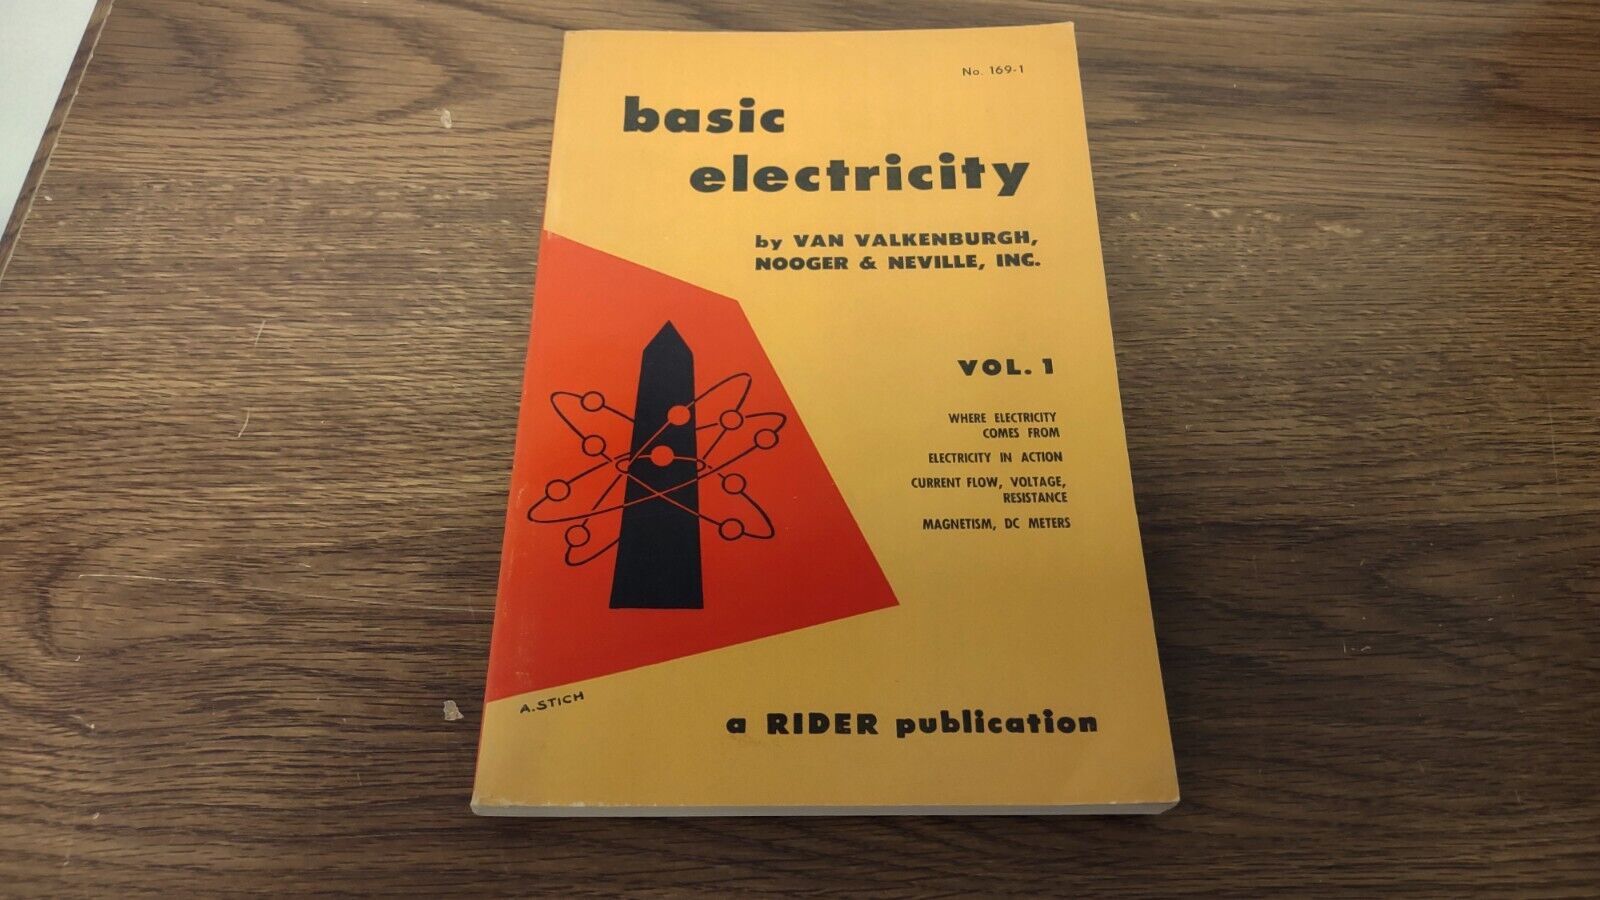 No. 169-1
basic
electricity
by VAN VALKENBURGH,
NOOGER & NEVILLE, INC.
VOL. 1
WHERE ELECTRICITY
COMES FROM
ELECTRICITY IN ACTION
CURRENT FLOW, VOLTAGE,
RESISTANCE
MAGNETISM, DC METERS
A. STICH
a RIDER publication